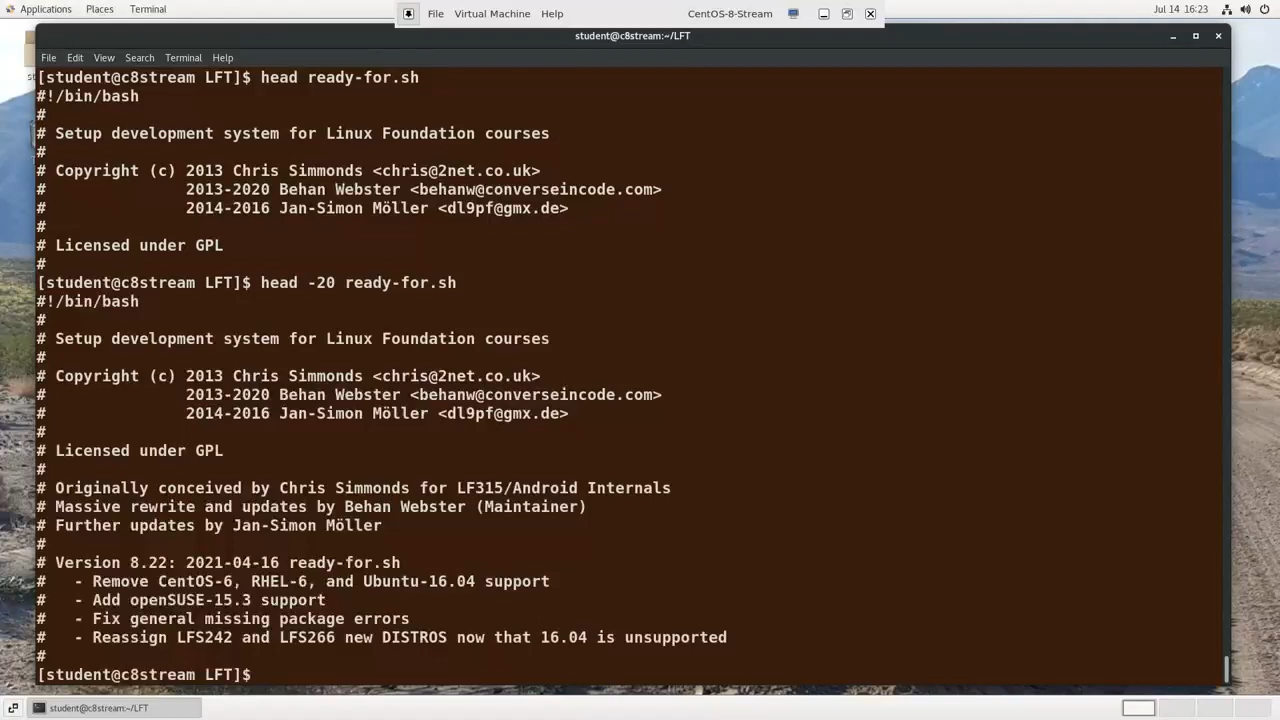 Applications Places Terminal
File Virtual Machine Help CentOS-8-Stream
Jul 14 16:23
student@c8stream:~/LFT
File Edit View Search Terminal Help
[student@c8stream LFT]$ head ready-for.sh
#!/bin/bash
#
# Setup development system for Linux Foundation courses
#
# Copyright (c) 2013 Chris Simmonds <chris@2net.co.uk>
#               2013-2020 Behan Webster <behanw@converseincode.com>
#               2014-2016 Jan-Simon Möller <dl9pf@gmx.de>
#
# Licensed under GPL
#
[student@c8stream LFT]$ head -20 ready-for.sh
#!/bin/bash
#
# Setup development system for Linux Foundation courses
#
# Copyright (c) 2013 Chris Simmonds <chris@2net.co.uk>
#               2013-2020 Behan Webster <behanw@converseincode.com>
#               2014-2016 Jan-Simon Möller <dl9pf@gmx.de>
#
# Licensed under GPL
#
# Originally conceived by Chris Simmonds for LF315/Android Internals
# Massive rewrite and updates by Behan Webster (Maintainer)
# Further updates by Jan-Simon Möller
#
# Version 8.22: 2021-04-16 ready-for.sh
#   - Remove CentOS-6, RHEL-6, and Ubuntu-16.04 support
#   - Add openSUSE-15.3 support
#   - Fix general missing package errors
#   - Reassign LFS242 and LFS266 new DISTROS now that 16.04 is unsupported
#
[student@c8stream LFT]$
student@c8stream:~/LFT